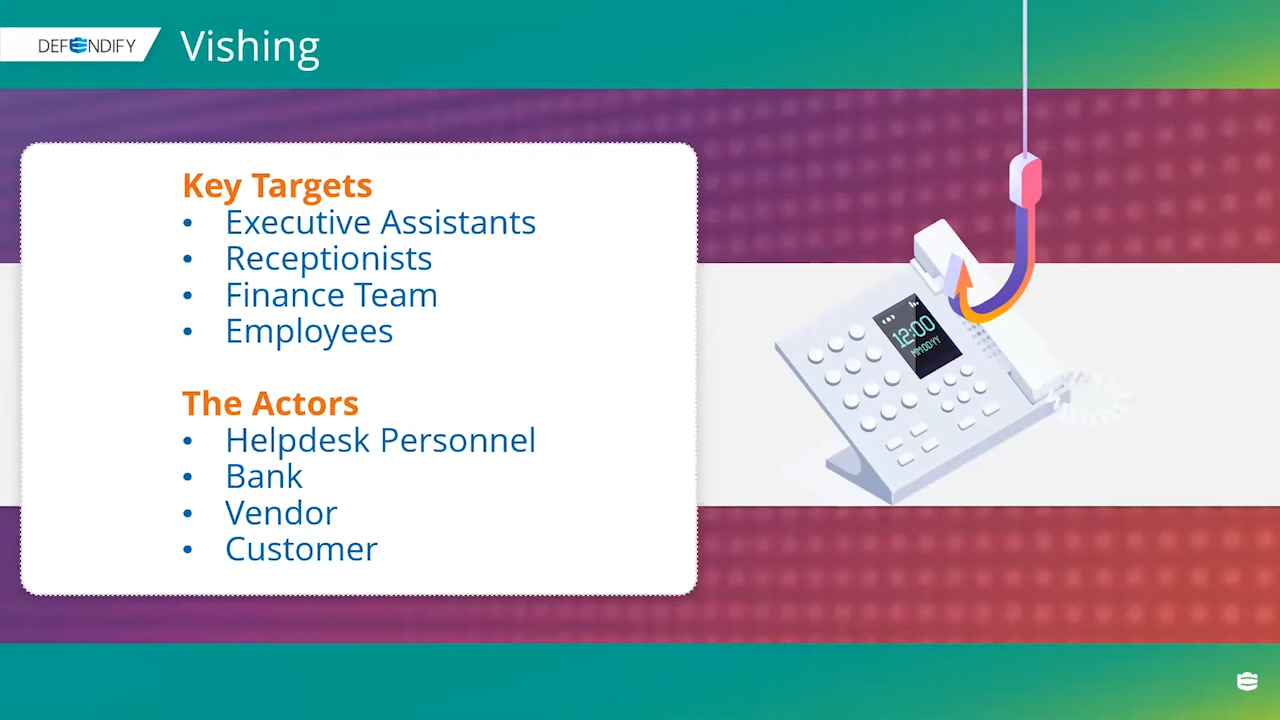 DEFENDIFY
Vishing
Key Targets
• Executive Assistants
• Receptionists
• Finance Team
• Employees
The Actors
• Helpdesk Personnel
• Bank
• Vendor
• Customer
12:00
MM:DD:YY